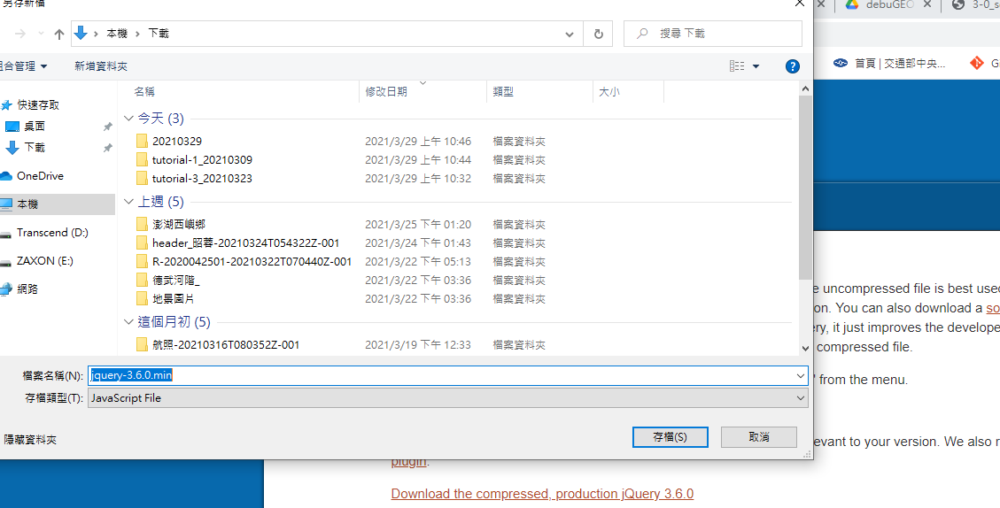 另存新檔
debuGEO
3-0_s
本機 › 下載
搜尋 下載
組合管理
新增資料夾
首頁 | 交通部中央...
G
名稱
修改日期
類型
大小
快速存取
桌面
下載
OneDrive
本機
Transcend (D:)
ZAXON (E:)
網路
今天 (3)
20210329 2021/3/29 上午 10:46 檔案資料夾
tutorial-1_20210309 2021/3/29 上午 10:44 檔案資料夾
tutorial-3_20210323 2021/3/29 上午 10:32 檔案資料夾
上週 (5)
澎湖西嶼鄉 2021/3/25 下午 01:20 檔案資料夾
header_昭蓉-20210324T054322Z-001 2021/3/24 下午 01:43 檔案資料夾
R-2020042501-20210322T070440Z-001 2021/3/22 下午 05:13 檔案資料夾
德武河階_ 2021/3/22 下午 03:36 檔案資料夾
地景圖片 2021/3/22 下午 03:36 檔案資料夾
這個月初 (5)
航照-20210316T080352Z-001 2021/3/19 下午 12:33 檔案資料夾
檔案名稱(N): jquery-3.6.0.min
存檔類型(T): JavaScript File
隱藏資料夾
存檔(S)
取消
e uncompressed file is best used
on. You can also download a so
ery, it just improves the develope
compressed file.
" from the menu.
evant to your version. We also r
plugin.
Download the compressed, production jQuery 3.6.0